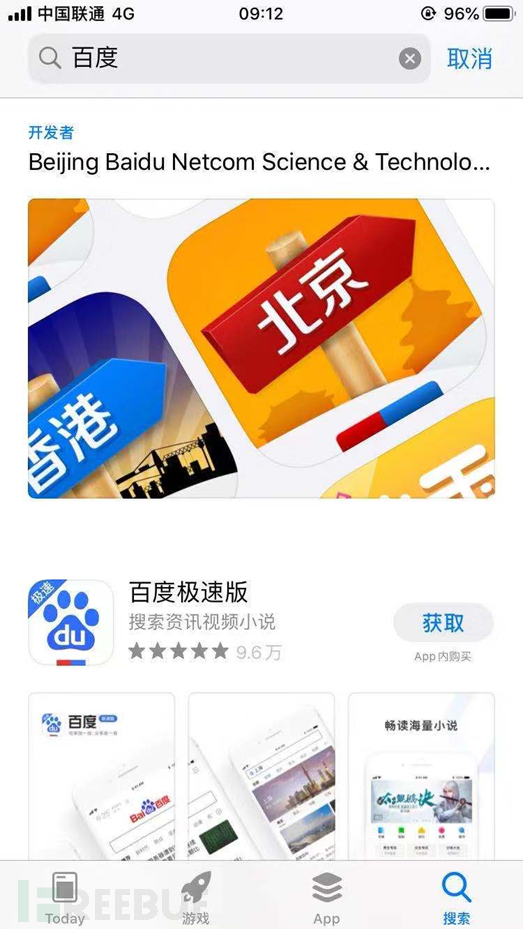 中国联通 4G 09:12 96%
百度 取消
开发者
Beijing Baidu Netcom Science & Technolo...
北京
香港
百度极速版
极速
搜索资讯视频小说
获取
du
9.6万
App内购买
百度
畅读海量小说
Bai du 百度
Today
游戏
App
搜索
REEBUF